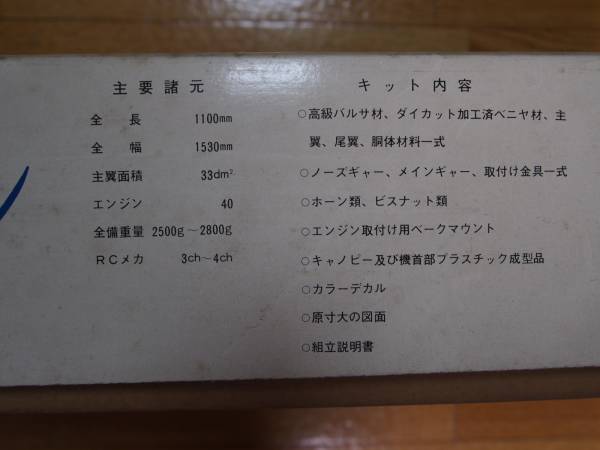 主要諸元
全長 1100mm
全幅 1530mm
主翼面積 33dm²
エンジン 40
全備重量 2500g～2800g
RCメカ 3ch～4ch
キット内容
○高級バルサ材、ダイカット加工済ベニヤ材、主
翼、尾翼、胴体材料一式
○ノーズギャー、メインギャー、取付け金具一式
○ホーン類、ビスナット類
○エンジン取付け用ベークマウント
○キャノピー及び機首部プラスチック成型品
○カラーデカル
○原寸大の図面
○組立説明書